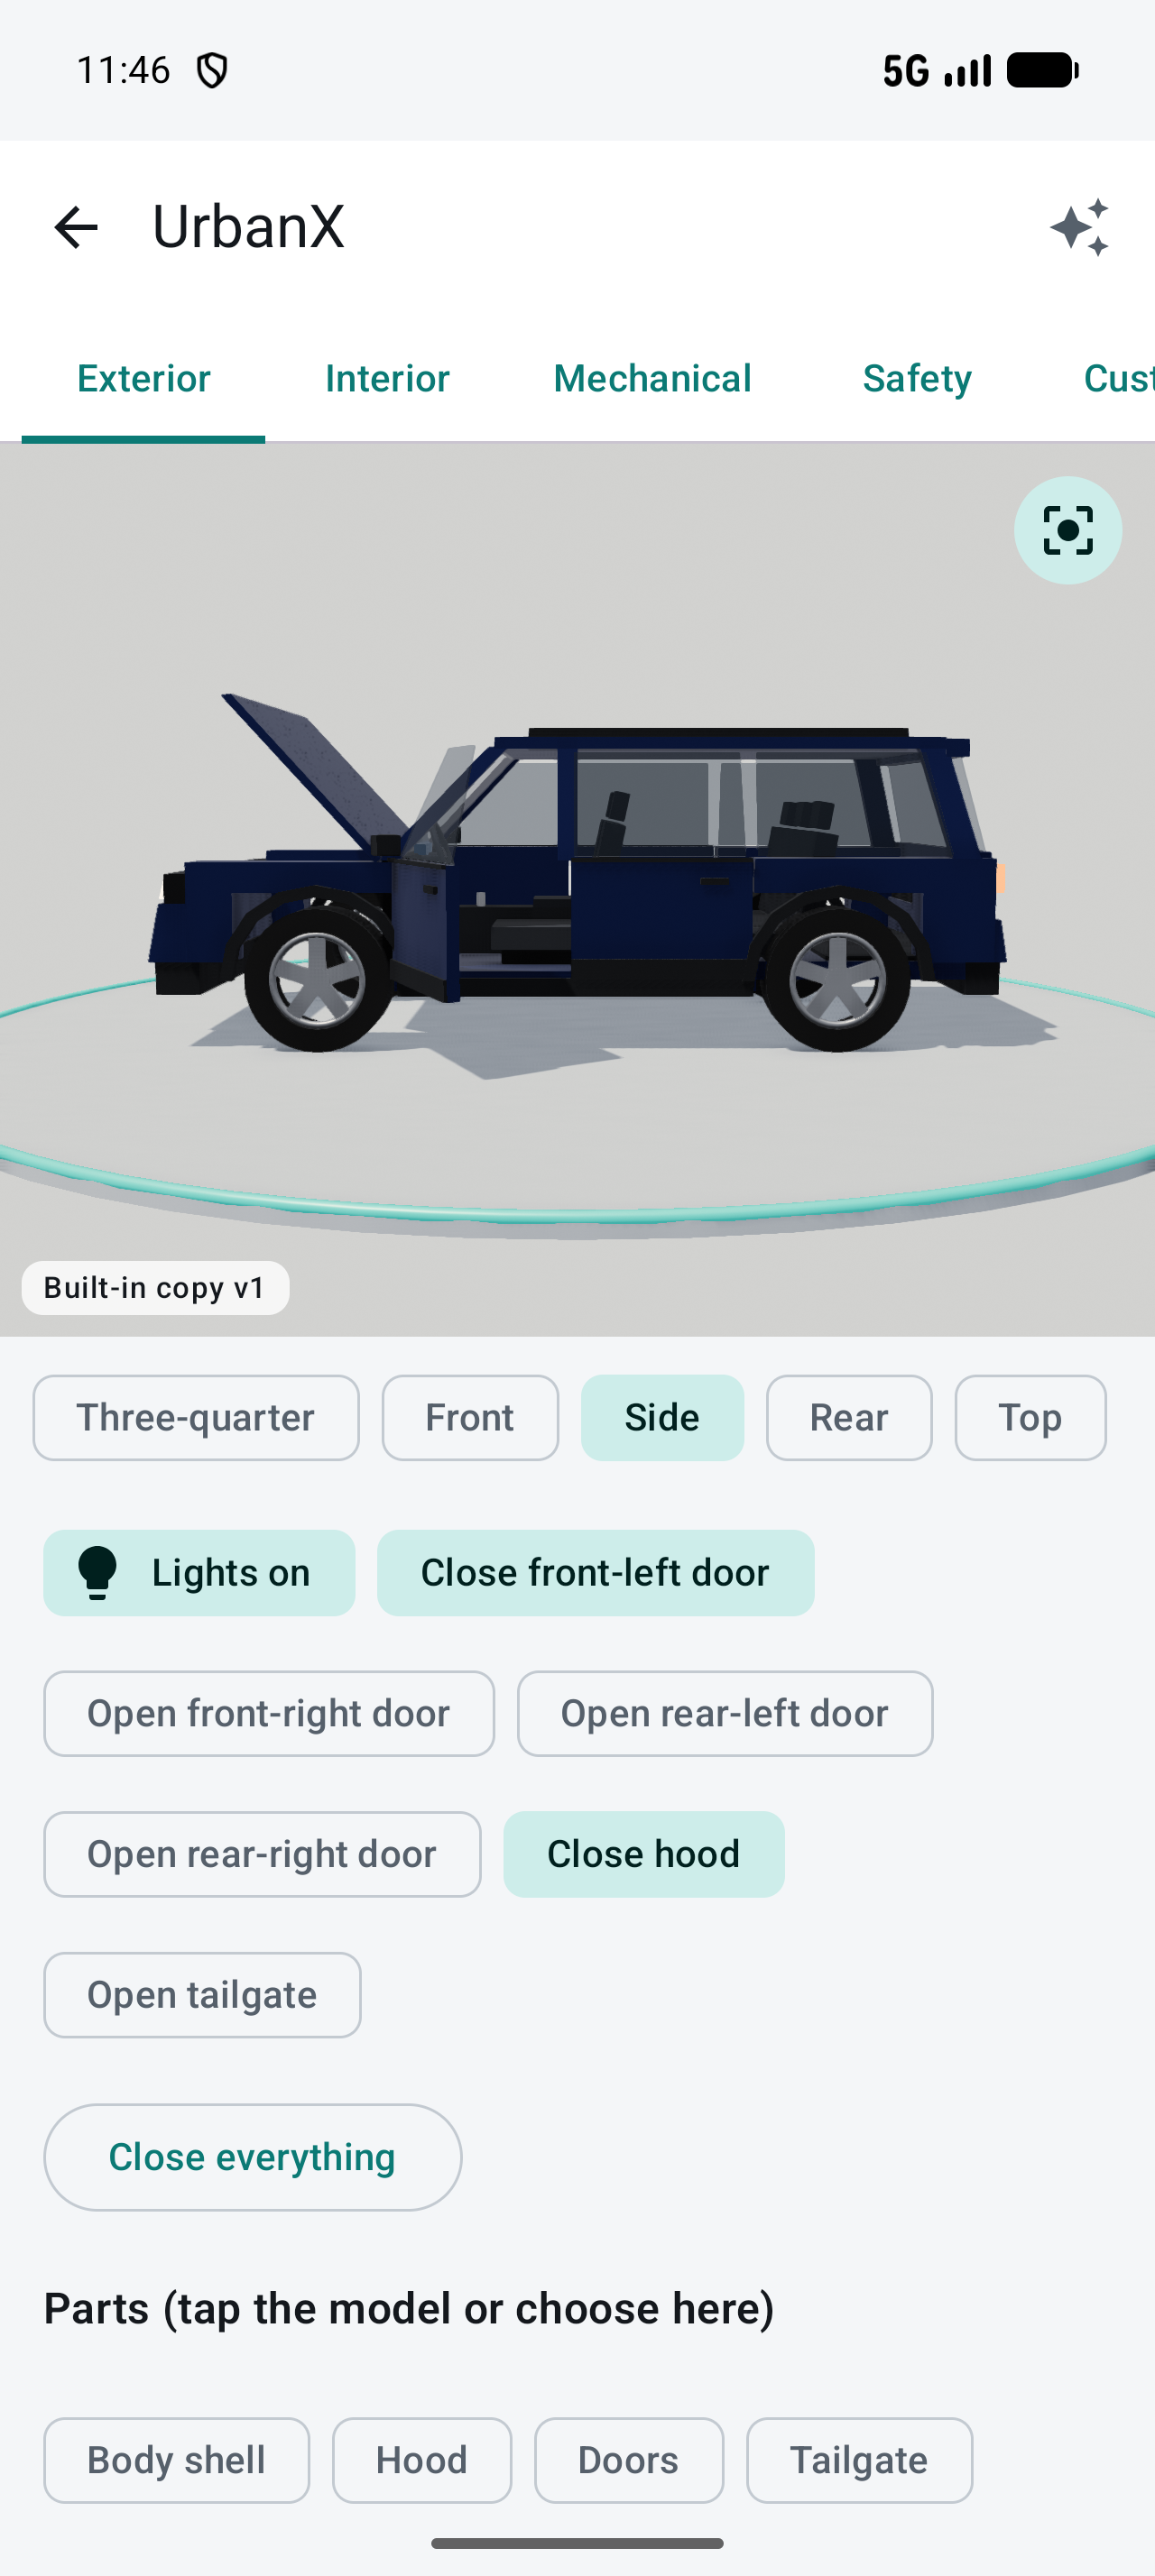 11:46
5G
UrbanX
Exterior Interior Mechanical Safety Cust
Built-in copy v1
Three-quarter Front Side Rear Top
Lights on Close front-left door
Open front-right door Open rear-left door
Open rear-right door Close hood
Open tailgate
Close everything
Parts (tap the model or choose here)
Body shell Hood Doors Tailgate